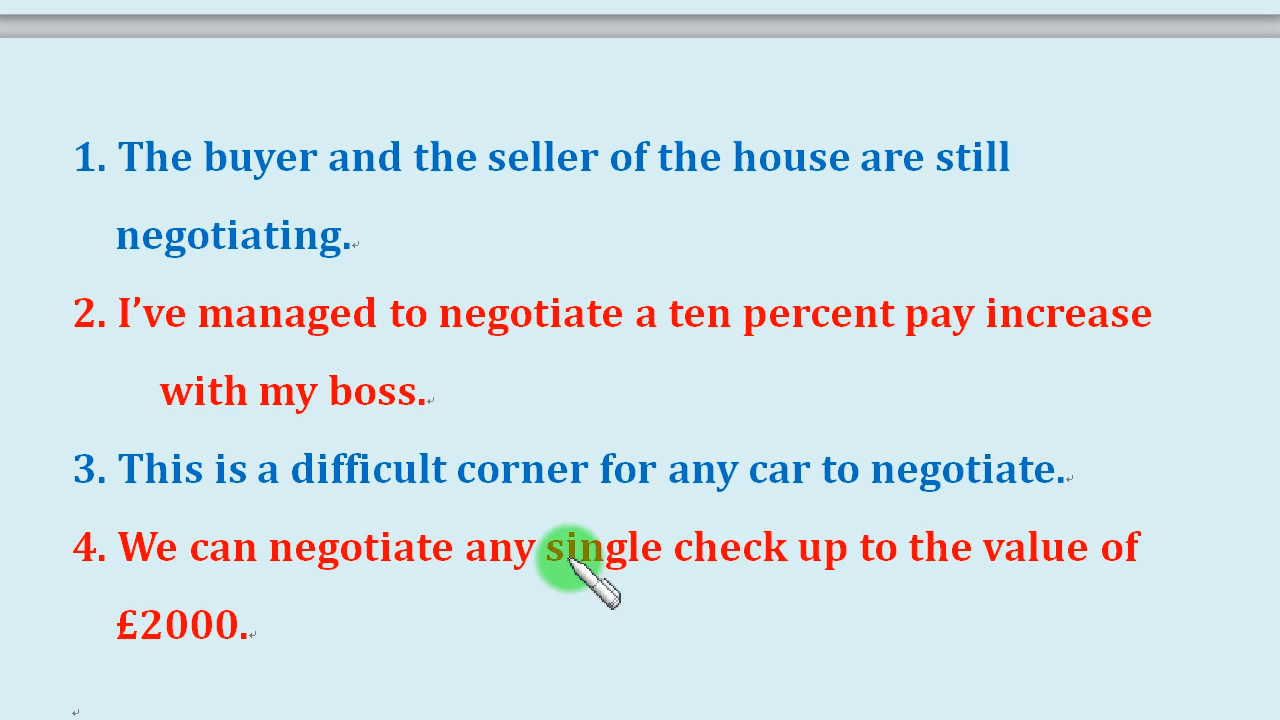 1. The buyer and the seller of the house are still
negotiating.
2. I’ve managed to negotiate a ten percent pay increase
with my boss.
3. This is a difficult corner for any car to negotiate.
4. We can negotiate any single check up to the value of
£2000.